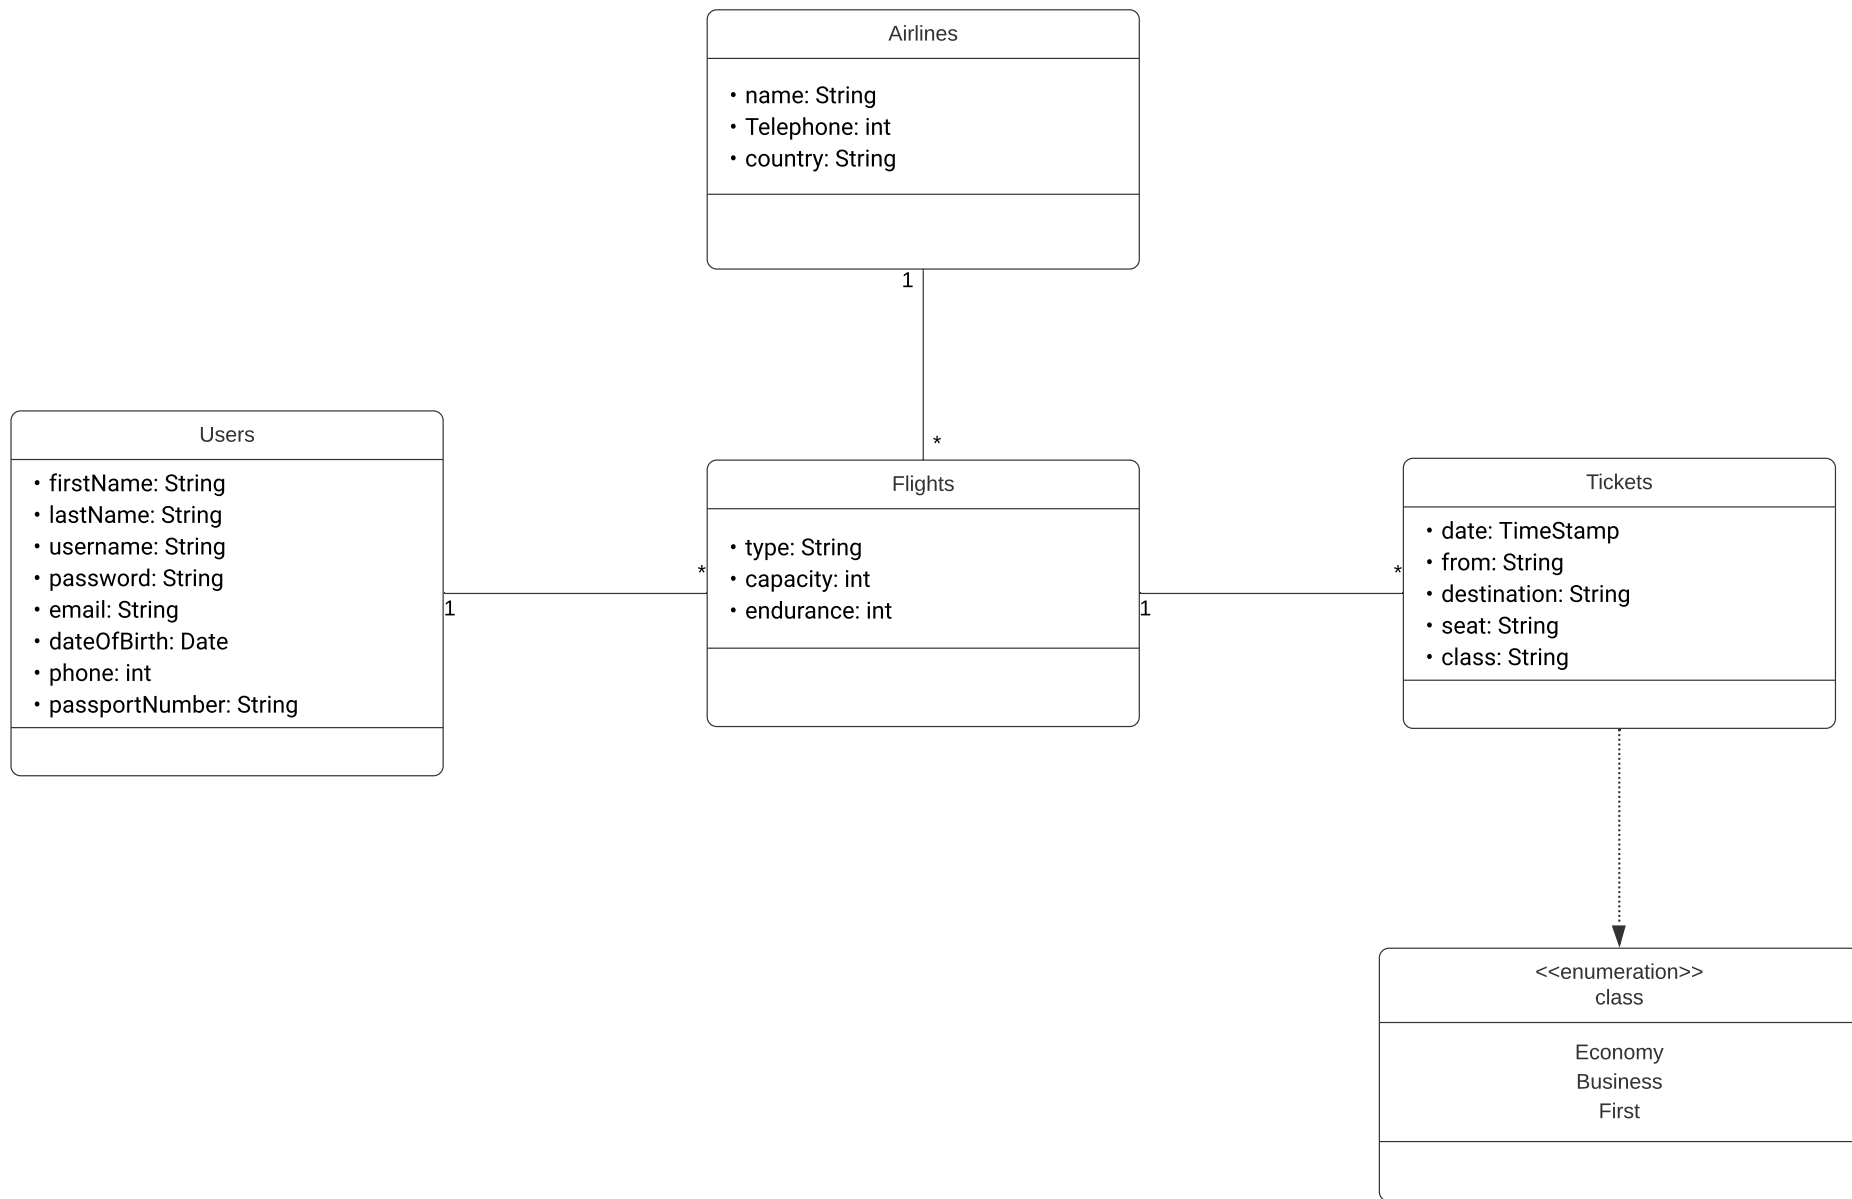 Airlines
• name: String
• Telephone: int
• country: String
1
*
Users
• firstName: String
• lastName: String
• username: String
• password: String
• email: String
• dateOfBirth: Date
• phone: int
• passportNumber: String
1
*
Flights
• type: String
• capacity: int
• endurance: int
1
*
Tickets
• date: TimeStamp
• from: String
• destination: String
• seat: String
• class: String
<<enumeration>>
class
Economy
Business
First